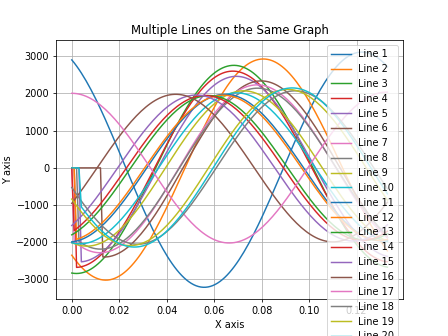 Multiple Lines on the Same Graph
Y axis
3000
2000
1000
0
−1000
−2000
−3000
0.00
0.02
0.04
0.06
0.08
0.10
X axis
Line 1
Line 2
Line 3
Line 4
Line 5
Line 6
Line 7
Line 8
Line 9
Line 10
Line 11
Line 12
Line 13
Line 14
Line 15
Line 16
Line 17
Line 18
Line 19
Line 20